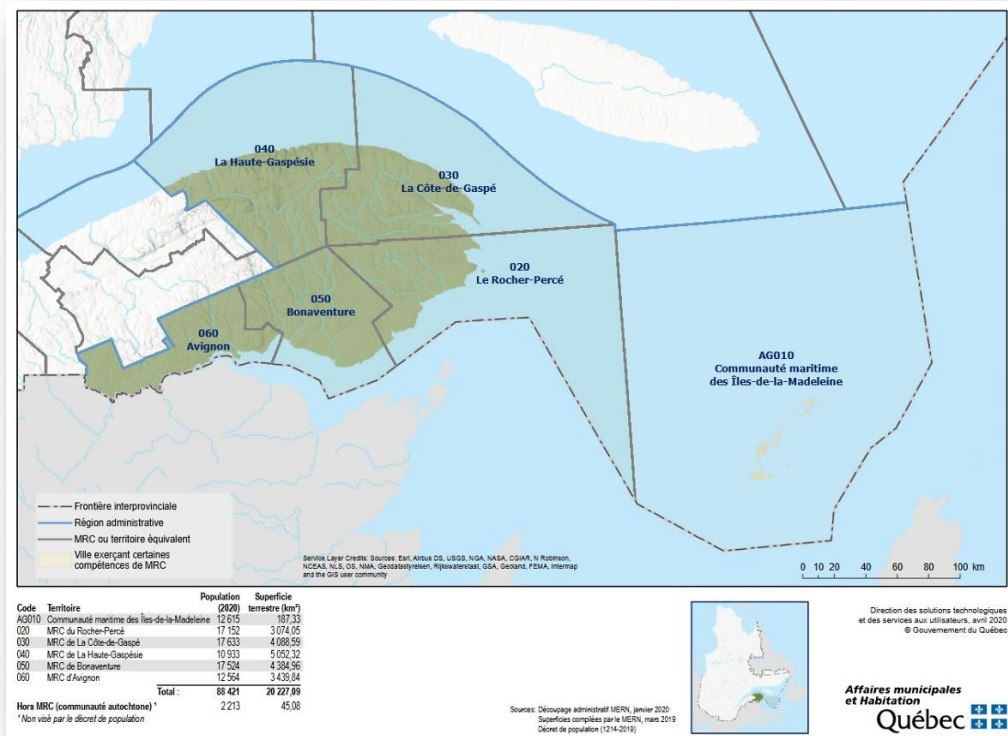 040
La Haute-Gaspésie
030
La Côte-de-Gaspé
020
Le Rocher-Percé
050
Bonaventure
060
Avignon
AG010
Communauté maritime
des Îles-de-la-Madeleine
Frontière interprovinciale
Région administrative
MRC ou territoire équivalent
Ville exerçant certaines
compétences de MRC
Service Layer Credits: Sources: Esri, Airbus DS, USGS, NGA, NASA, CGIAR, N Robinson,
NCEAS, NLS, OS, NMA, Geodatastyrelsen, Rijkswaterstaat, GSA, Geoland, FEMA, Intermap
and the GIS user community
0 10 20 40 60 80 100 km
Population Superficie
Code Territoire (2020) terrestre (km²)
AG010 Communauté maritime des Îles-de-la-Madeleine 12 615 187,33
020 MRC du Rocher-Percé 17 152 3 074,05
030 MRC de La Côte-de-Gaspé 17 633 4 088,59
040 MRC de La Haute-Gaspésie 10 933 5 052,32
050 MRC de Bonaventure 17 524 4 384,96
060 MRC d'Avignon 12 564 3 439,84
Total : 88 421 20 227,09
Hors MRC (communauté autochtone) ¹ 2 213 45,08
¹ Non visé par le décret de population
Sources: Découpage administratif MERN, janvier 2020
Superficies compilées par le MERN, mars 2019
Décret de population (1214-2019)
Direction des solutions technologiques
et des services aux utilisateurs, avril 2020
© Gouvernement du Québec
Affaires municipales
et Habitation
Québec